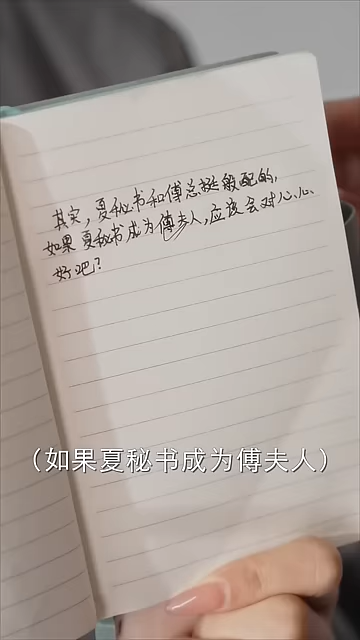 其实，夏秘书和傅总挺般配的，
如果夏秘书成为傅夫人，应该会对心心
好吧？
（如果夏秘书成为傅夫人）